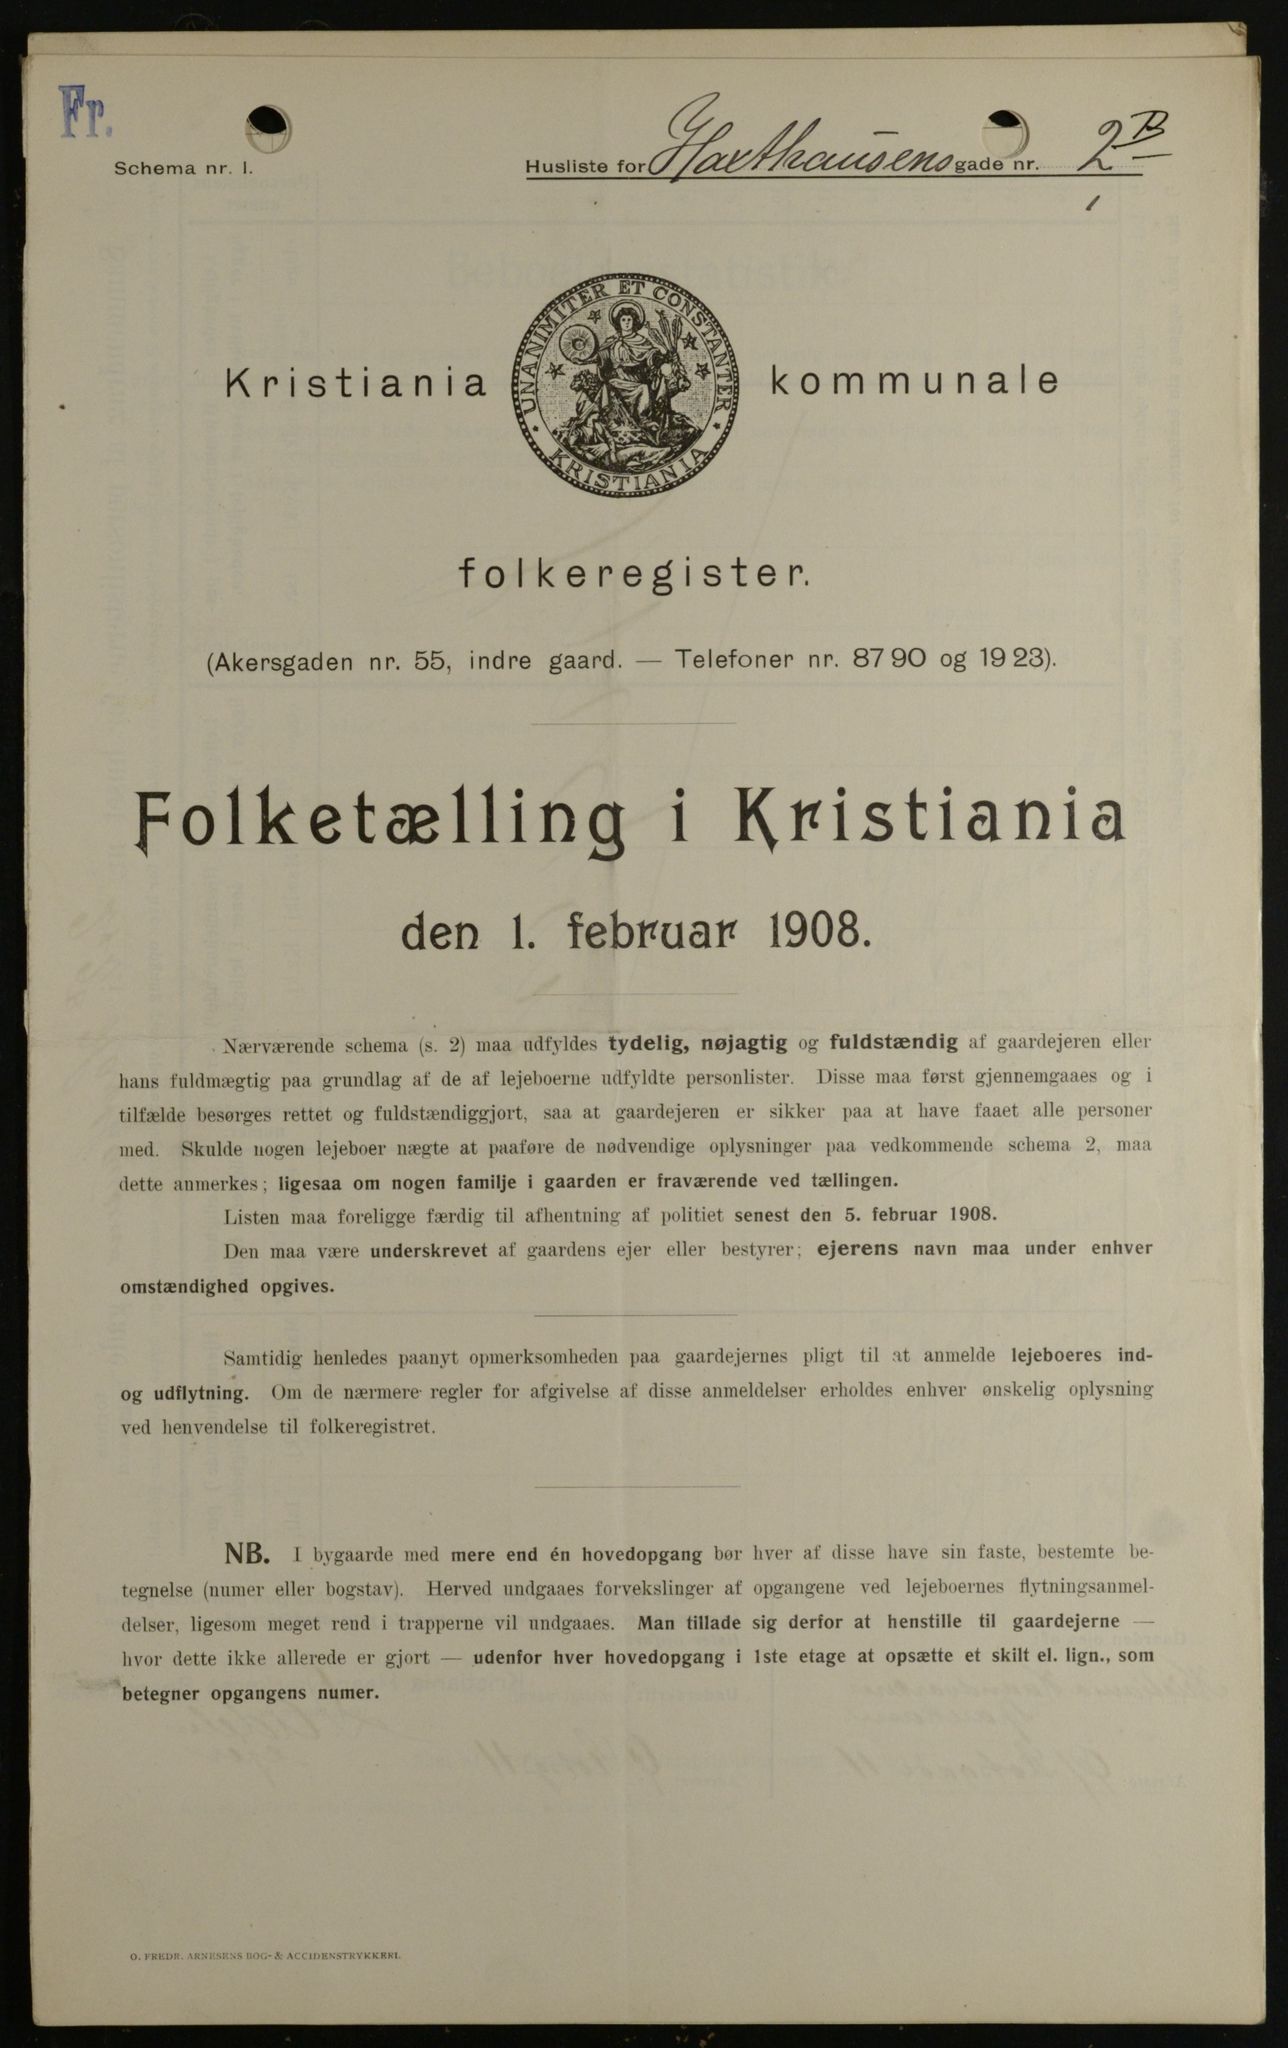 Fr.
Schema nr. 1.
Husliste for Haxthausens gade nr. 2 B
UNANIMITER ET CONSTANTER
KRISTIANIA
Kristiania kommunale
folkeregister.
(Akersgaden nr. 55, indre gaard. — Telefoner nr. 8790 og 1923).
Folketælling i Kristiania
den 1. februar 1908.
Nærværende schema (s. 2) maa udfyldes tydelig, nøjagtig og fuldstændig af gaardejeren eller
hans fuldmægtig paa grundlag af de af lejeboerne udfyldte personlister. Disse maa først gjennemgaaes og i
tilfælde besørges rettet og fuldstændiggjort, saa at gaardejeren er sikker paa at have faaet alle personer
med. Skulde nogen lejeboer nægte at paaføre de nødvendige oplysninger paa vedkommende schema 2, maa
dette anmerkes; ligesaa om nogen familje i gaarden er fraværende ved tællingen.
Listen maa foreligge færdig til afhentning af politiet senest den 5. februar 1908.
Den maa være underskrevet af gaardens ejer eller bestyrer; ejerens navn maa under enhver
omstændighed opgives.
Samtidig henledes paanyt opmerksomheden paa gaardejernes pligt til at anmelde lejeboeres ind-
og udflytning. Om de nærmere regler for afgivelse af disse anmeldelser erholdes enhver ønskelig oplysning
ved henvendelse til folkeregistret.
NB. I bygaarde med mere end én hovedopgang bør hver af disse have sin faste, bestemte be-
tegnelse (numer eller bogstav). Herved undgaaes forvekslinger af opgangene ved lejeboernes flytningsanmel-
delser, ligesom meget rend i trapperne vil undgaaes. Man tillade sig derfor at henstille til gaardejerne —
hvor dette ikke allerede er gjort — udenfor hver hovedopgang i 1ste etage at opsætte et skilt el. lign., som
betegner opgangens numer.
O. FREDR. ARNESENS BOG- & ACCIDENSTRYKKERI.